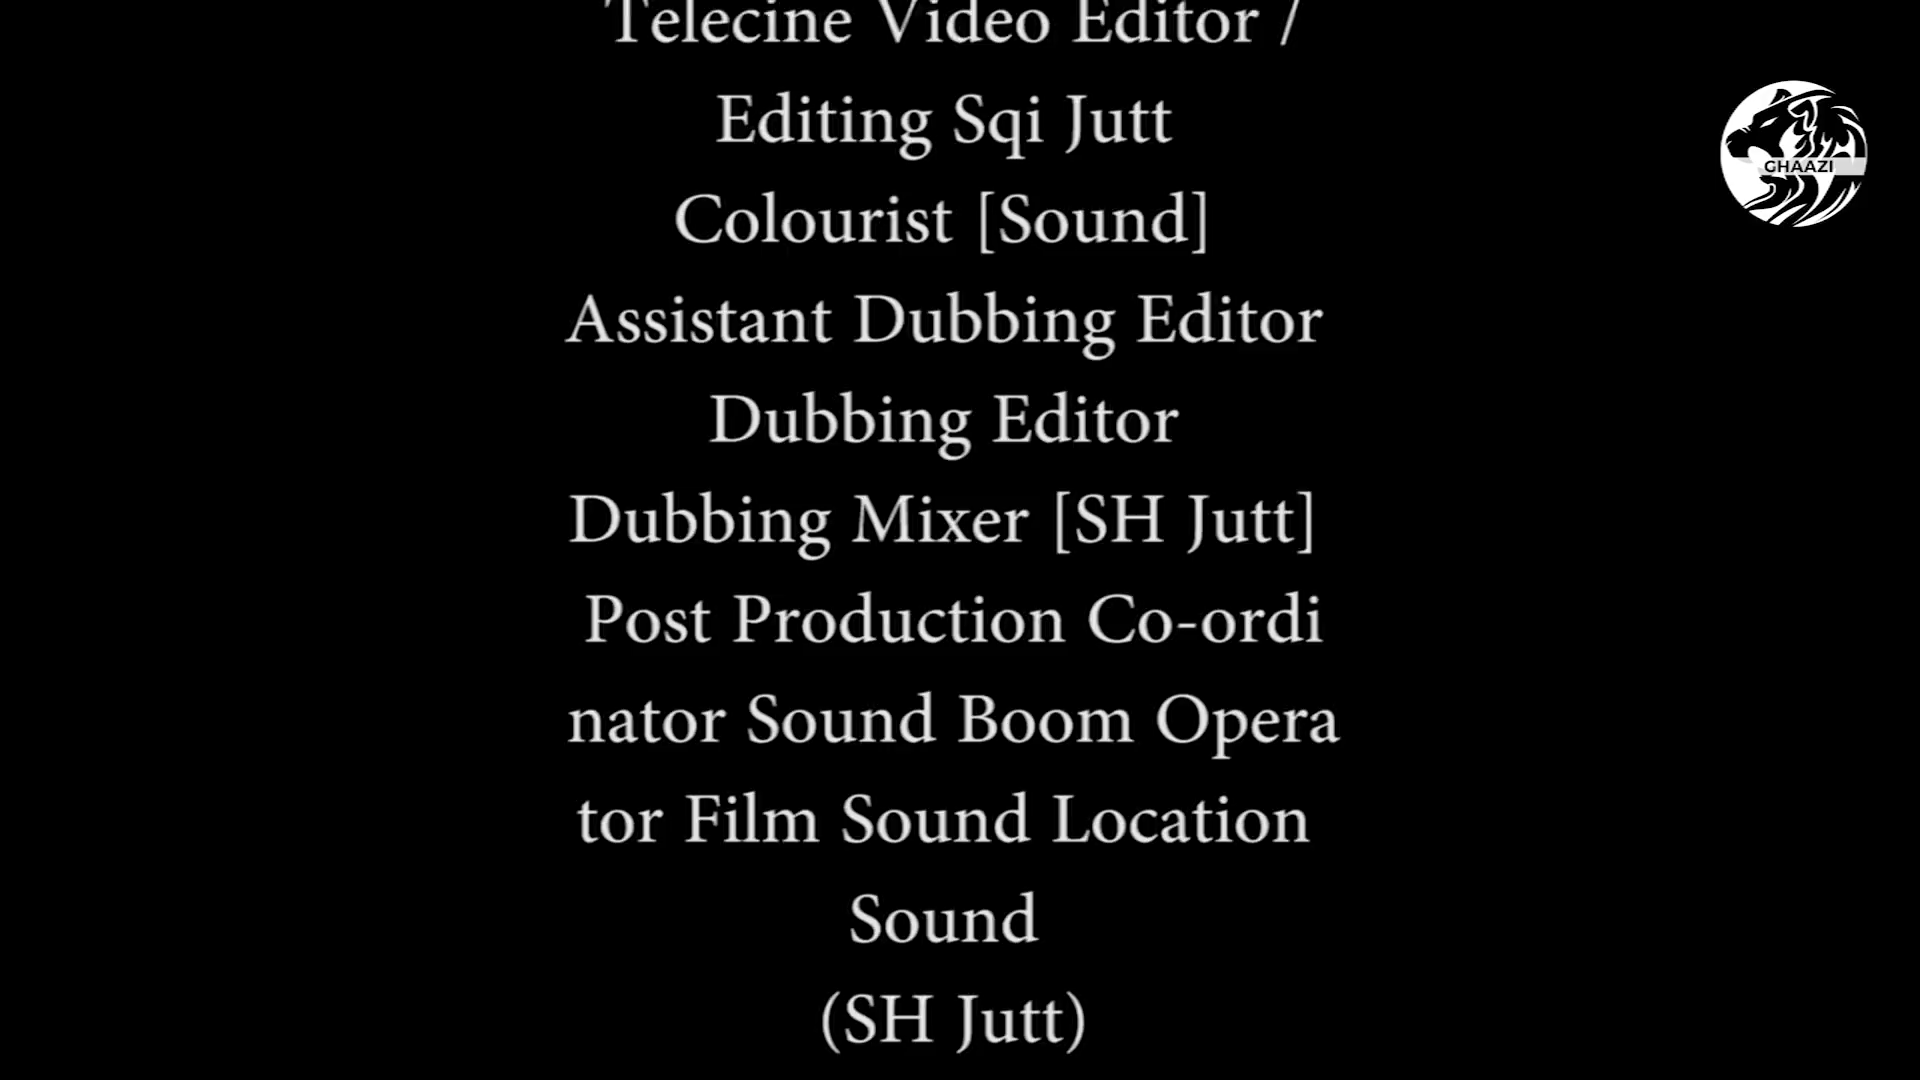 Telecine Video Editor /
Editing Sqi Jutt
Colourist [Sound]
Assistant Dubbing Editor
Dubbing Editor
Dubbing Mixer [SH Jutt]
Post Production Co-ordi
nator Sound Boom Opera
tor Film Sound Location
Sound
(SH Jutt)
GHAAZI